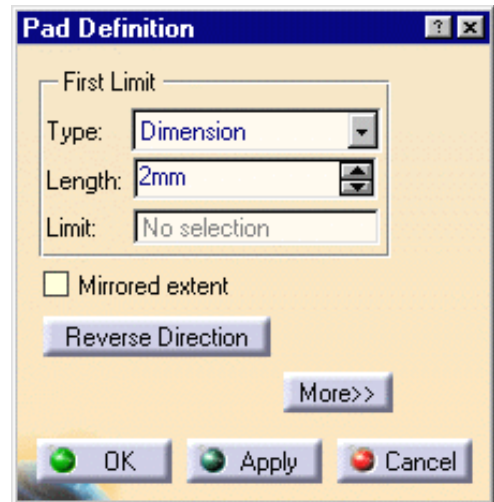 Pad Definition
First Limit
Type: Dimension
Length: 2mm
Limit: No selection
Mirrored extent
Reverse Direction
More>>
OK Apply Cancel